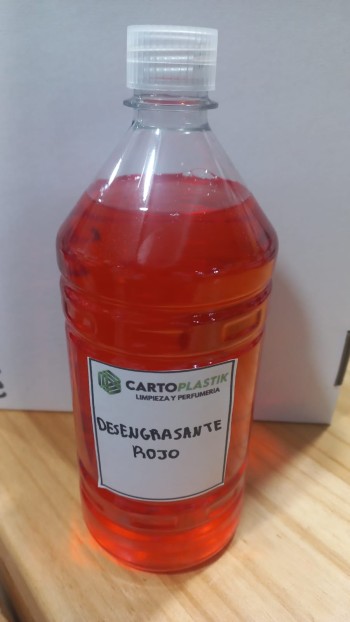 CARTOPLASTIK
LIMPIEZA Y PERFUMERIA
DESENGRASANTE
ROJO